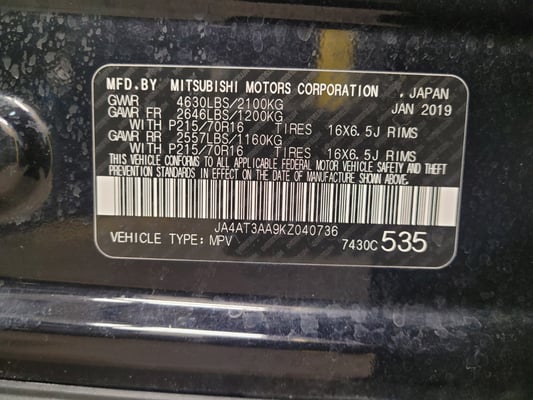 MFD.BY MITSUBISHI MOTORS CORPORATION , JAPAN
GWWR 4630LBS/2100KG JAN 2019
GAWR FR 2646LBS/1200KG
WITH P215/70R16 TIRES 16X6.5J RIMS
GAWR RR 2557LBS/1160KG
WITH P215/70R16 TIRES 16X6.5J RIMS
THIS VEHICLE CONFORMS TO ALL APPLICABLE FEDERAL MOTOR VEHICLE SAFETY AND THEFT
PREVENTION STANDARDS IN EFFECT ON THE DATE OF MANUFACTURE SHOWN ABOVE.
JA4AT3AA9KZ040736
VEHICLE TYPE: MPV 7430C 535